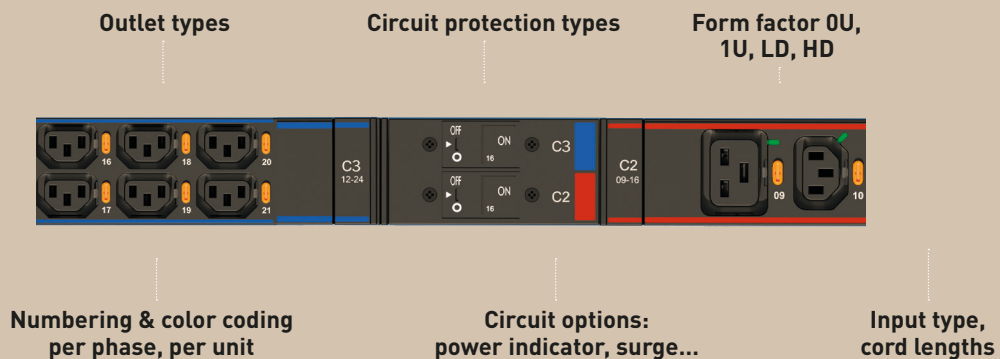 Outlet types
Circuit protection types
Form factor 0U,
1U, LD, HD
16
18
20
17
19
21
C3
12-24
OFF
ON
16
C3
OFF
ON
16
C2
C2
09-16
09
10
Numbering & color coding
per phase, per unit
Circuit options:
power indicator, surge...
Input type,
cord lengths